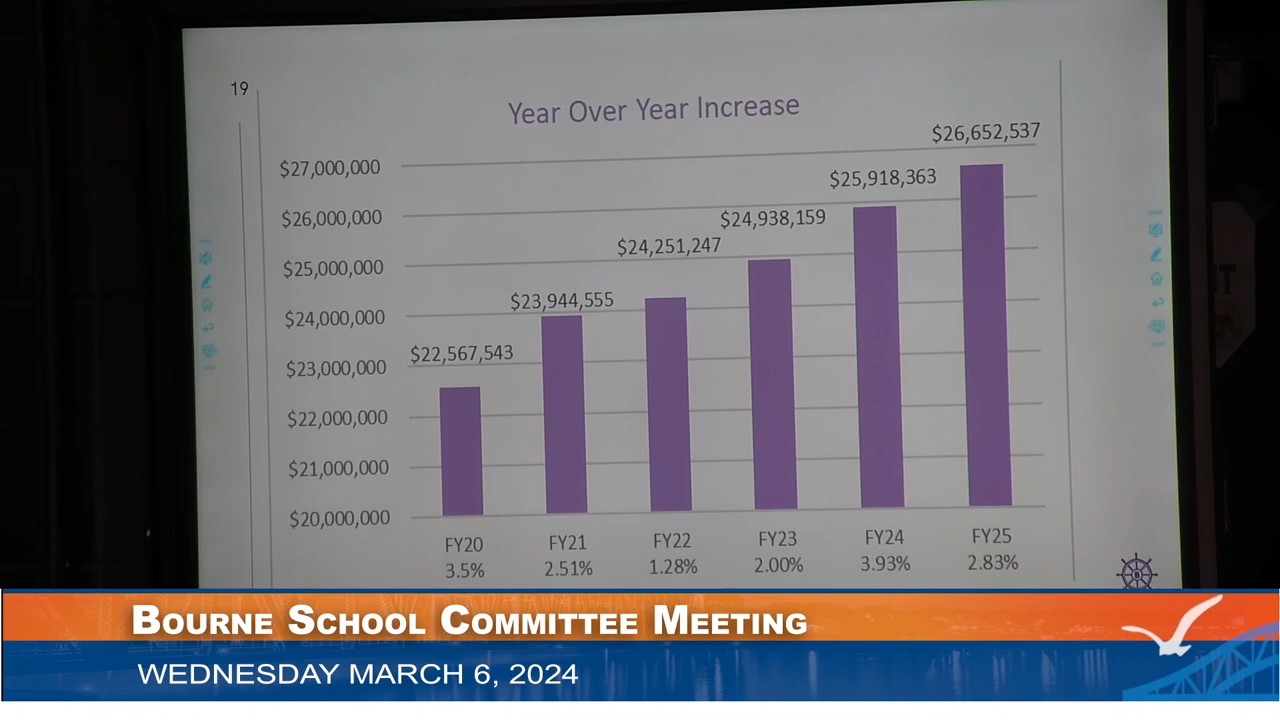 19
Year Over Year Increase
$27,000,000
$26,000,000
$25,000,000
$24,000,000
$23,000,000
$22,000,000
$21,000,000
$20,000,000
$22,567,543
$23,944,555
$24,251,247
$24,938,159
$25,918,363
$26,652,537
FY20 FY21 FY22 FY23 FY24 FY25
3.5% 2.51% 1.28% 2.00% 3.93% 2.83%
B
BOURNE SCHOOL COMMITTEE MEETING
WEDNESDAY MARCH 6, 2024